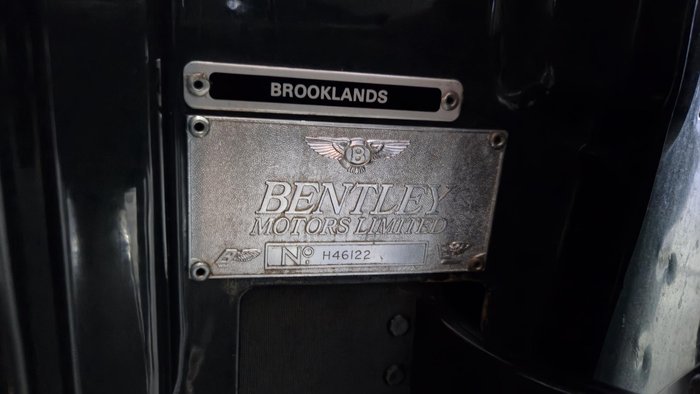 BROOKLANDS
B
BENTLEY
MOTORS LIMITED
Nº H46122
B